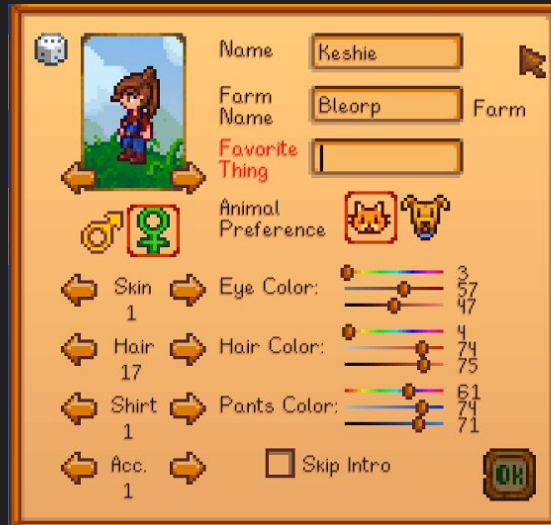 Name
Keshie
Farm
Name
Bleorp
Farm
Favorite
Thing
Animal
Preference
Skin
1
Eye Color:
3
57
47
Hair
17
Hair Color:
4
74
75
Shirt
1
Pants Color:
61
74
71
Acc.
1
Skip Intro
OK